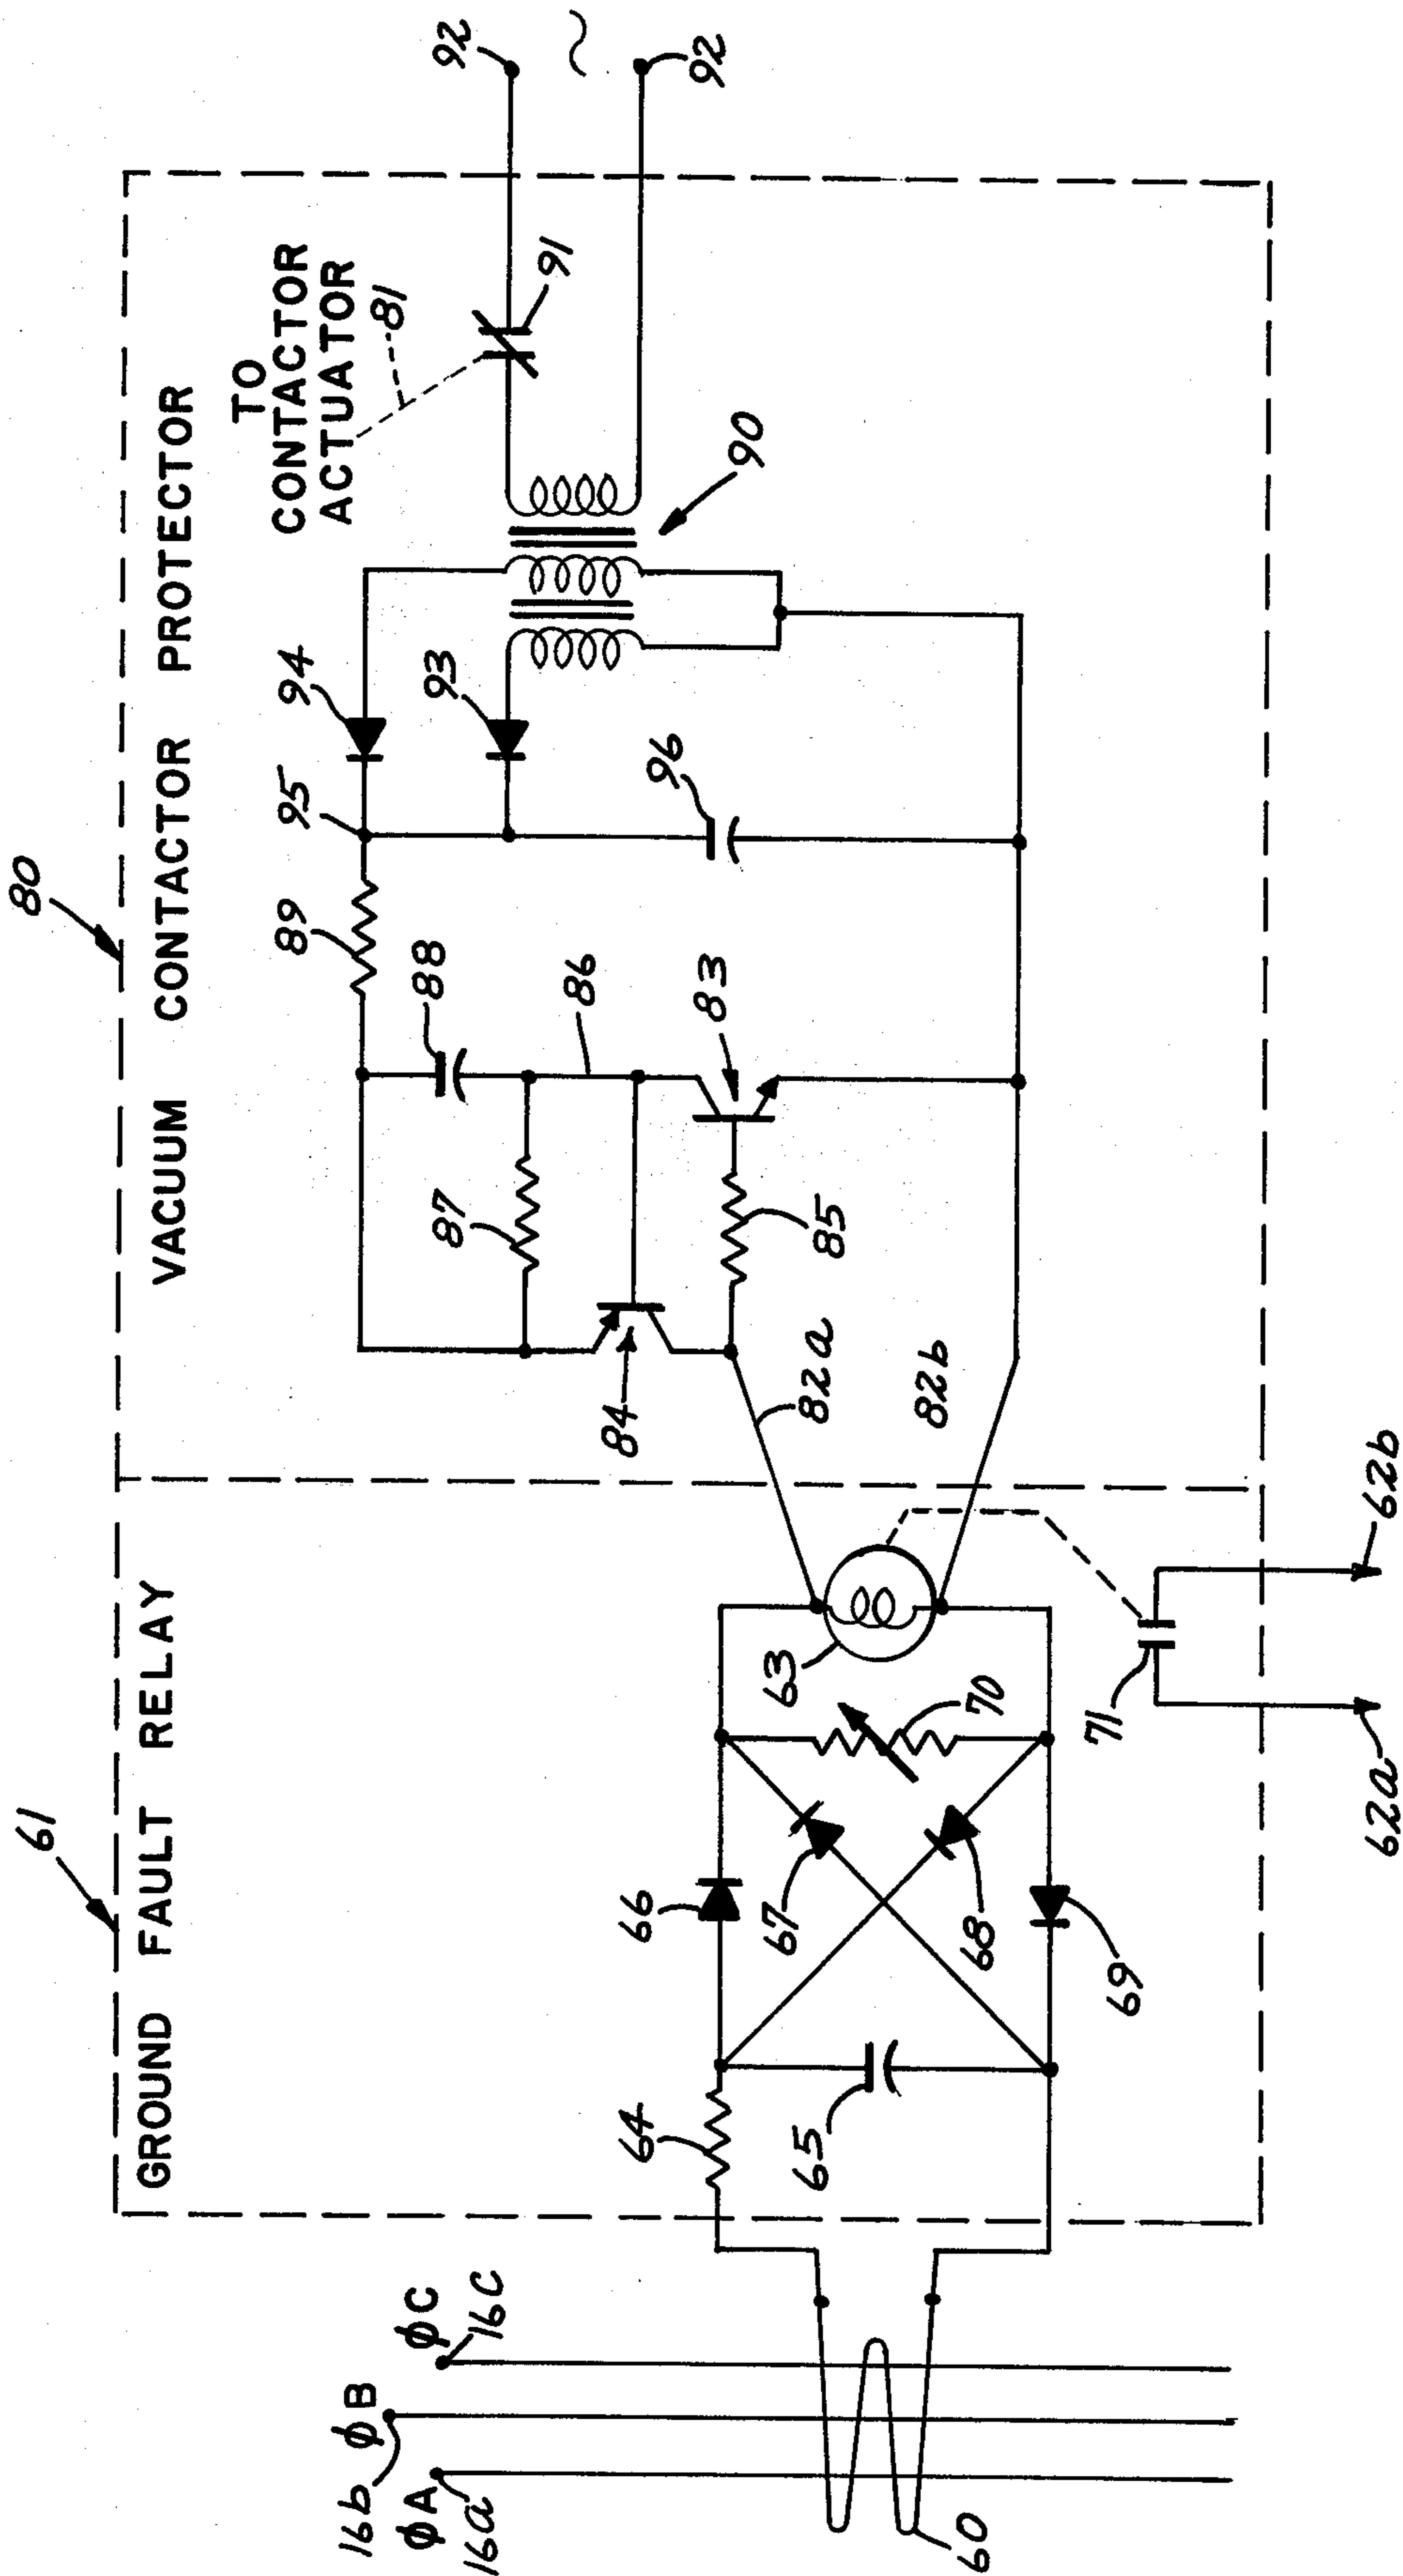 61
80
GROUND FAULT RELAY
VACUUM CONTACTOR PROTECTOR
TO
CONTACTOR
ACTUATOR
81
16b
ϕB
ϕA
16a
ϕC
16C
60
64
65
66
67
68
69
70
63
71
62a
62b
82a
82b
84
85
87
83
86
88
89
95
94
93
96
90
91
92
92
~